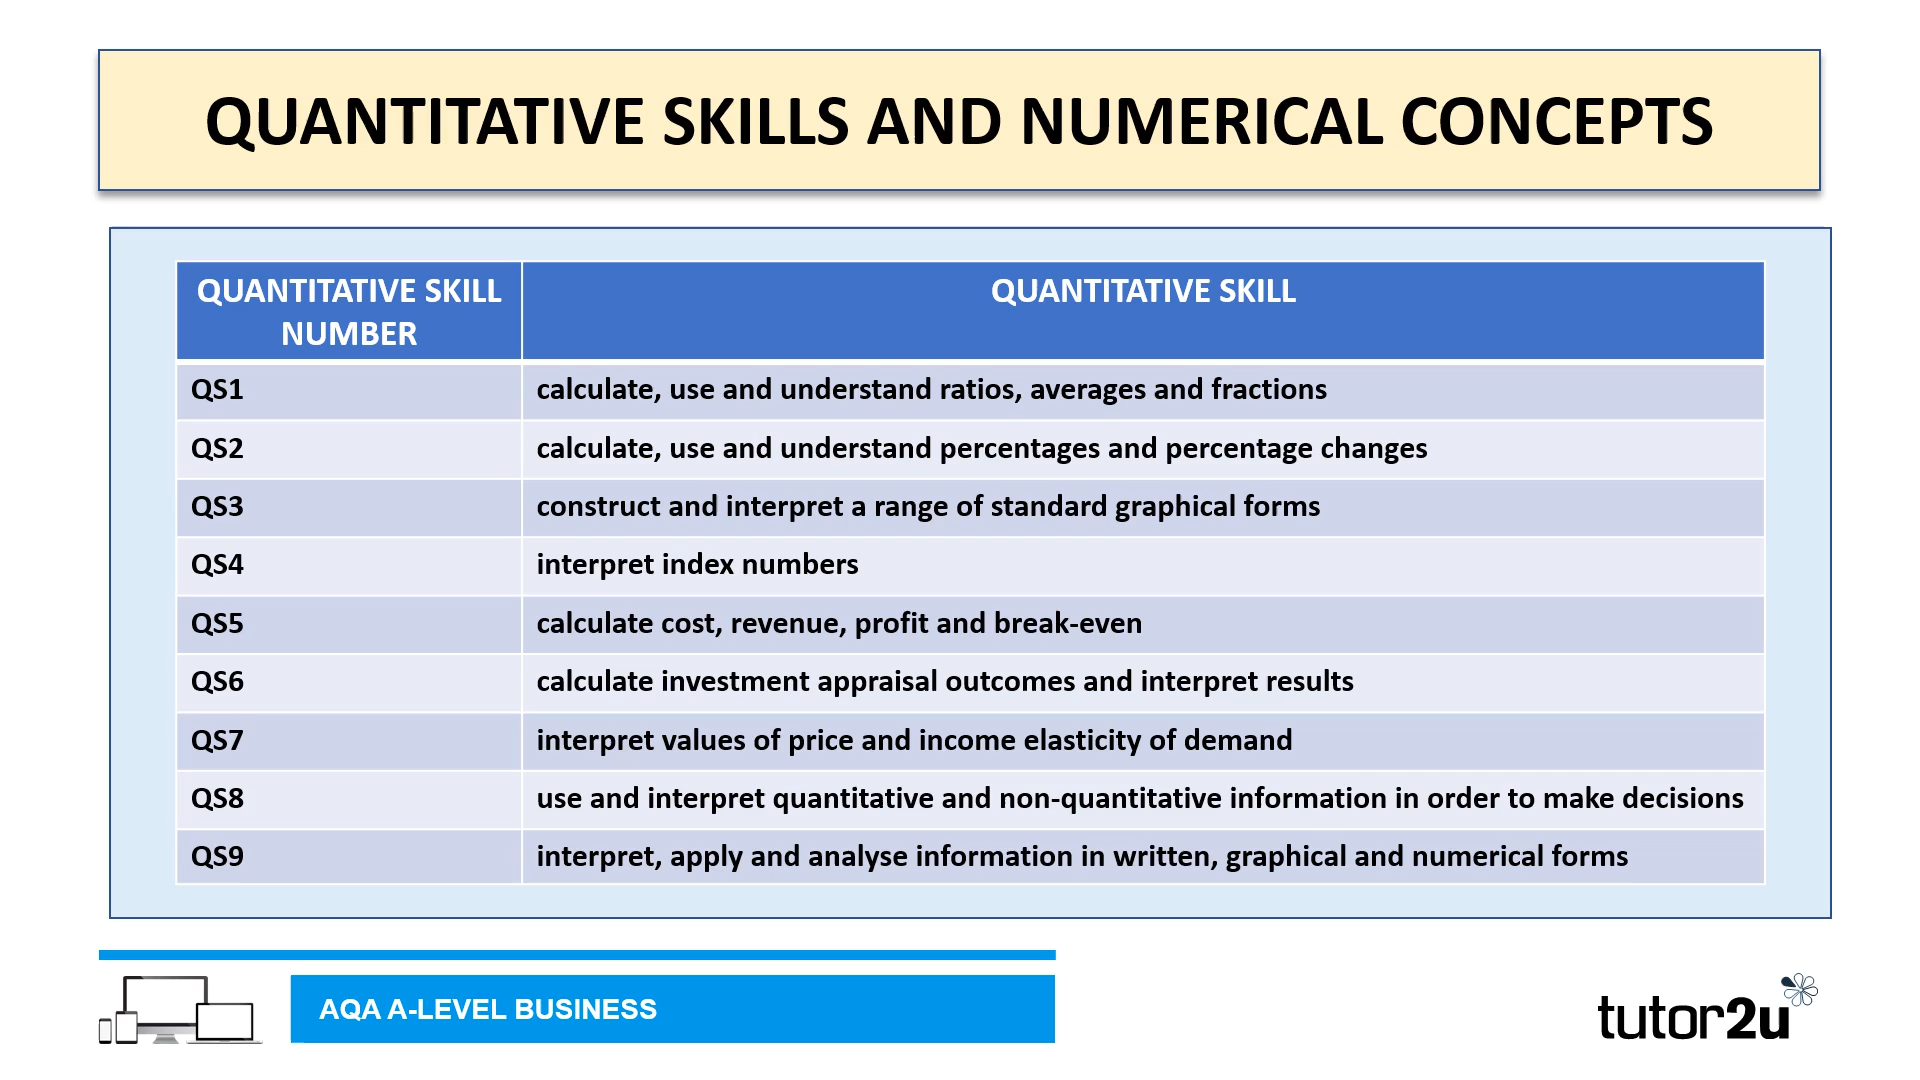 QUANTITATIVE SKILLS AND NUMERICAL CONCEPTS
QUANTITATIVE SKILL NUMBER
QUANTITATIVE SKILL
QS1 calculate, use and understand ratios, averages and fractions
QS2 calculate, use and understand percentages and percentage changes
QS3 construct and interpret a range of standard graphical forms
QS4 interpret index numbers
QS5 calculate cost, revenue, profit and break-even
QS6 calculate investment appraisal outcomes and interpret results
QS7 interpret values of price and income elasticity of demand
QS8 use and interpret quantitative and non-quantitative information in order to make decisions
QS9 interpret, apply and analyse information in written, graphical and numerical forms
AQA A-LEVEL BUSINESS
tutor2u